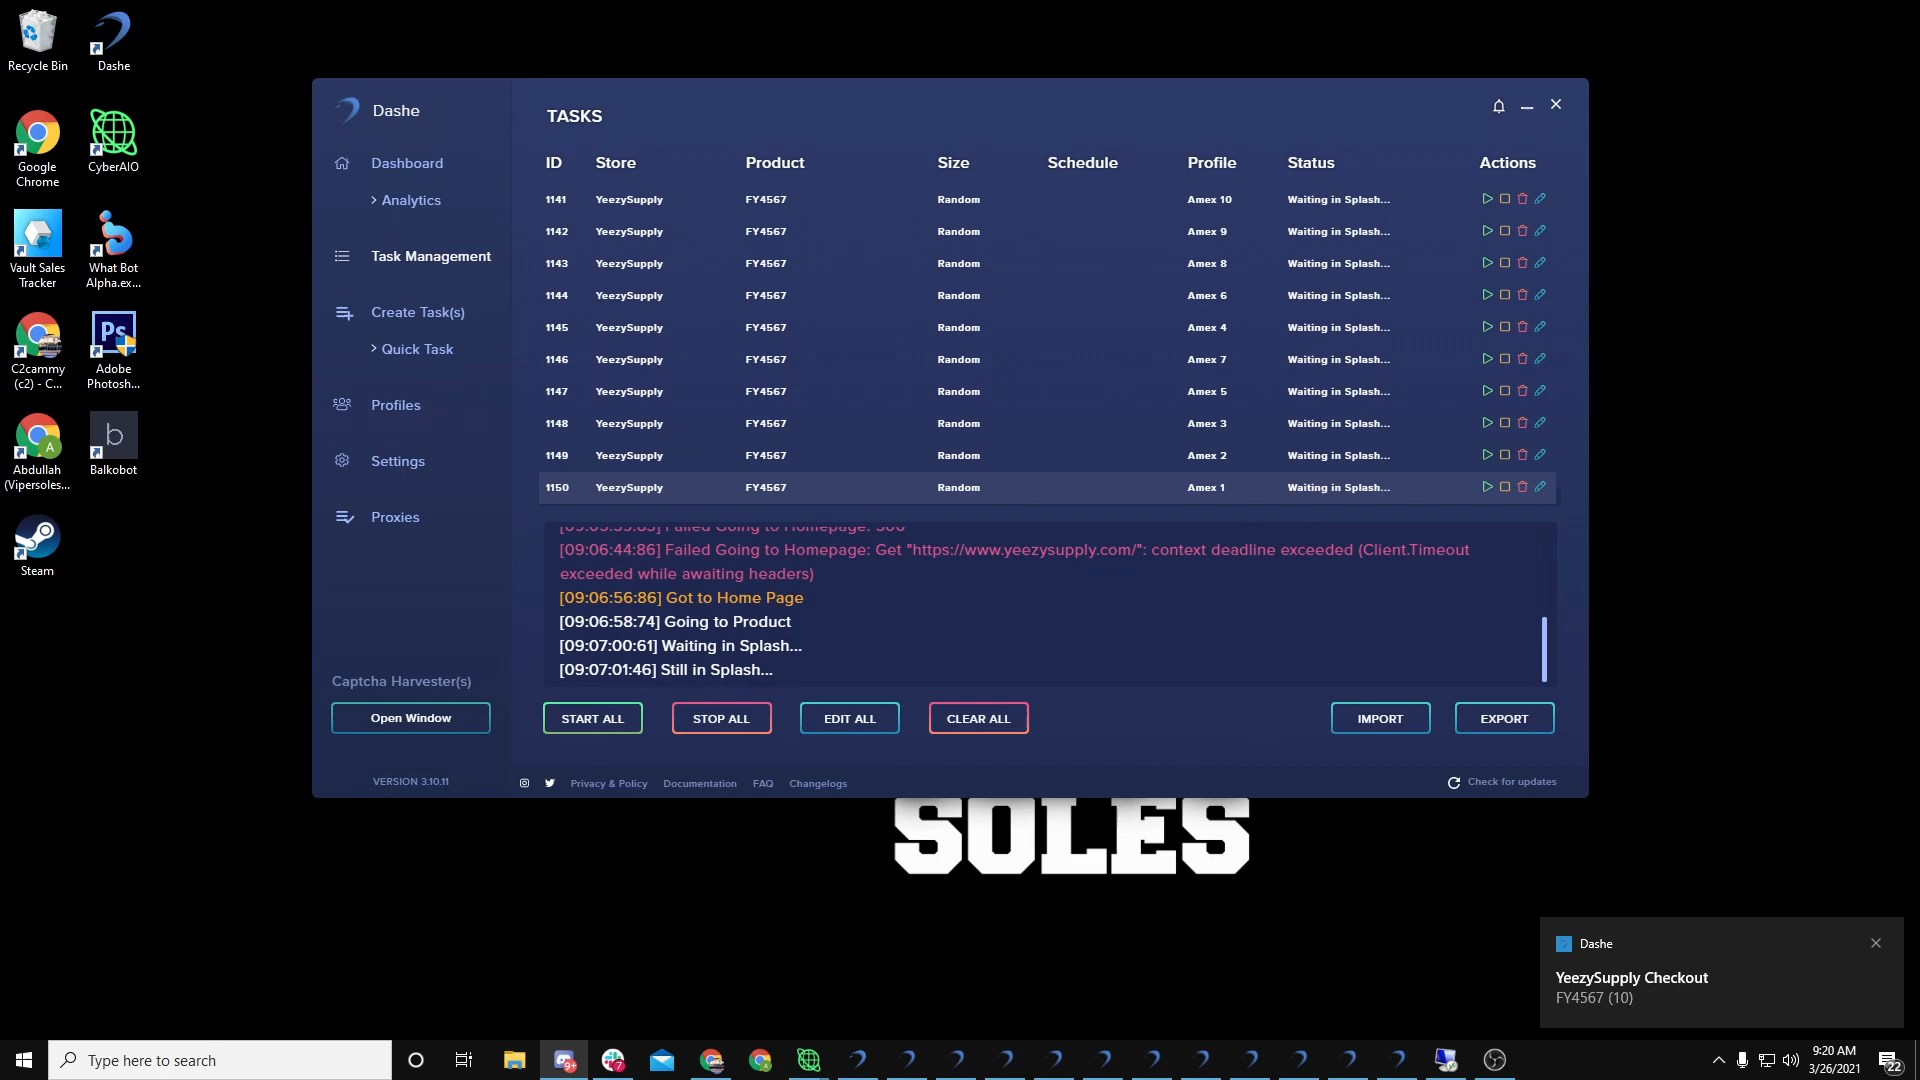 Recycle Bin
Dashe
Google
Chrome
CyberAIO
Vault Sales
Tracker
What Bot
Alpha.ex...
C2cammy
(c2) - C...
Ps
Adobe
Photosh...
A
Abdullah
(Vipersoles...
b
Balkobot
Steam
Dashe
Dashboard
> Analytics
Task Management
Create Task(s)
> Quick Task
Profiles
Settings
Proxies
Captcha Harvester(s)
Open Window
VERSION 3.10.11
TASKS
ID Store Product Size Schedule Profile Status Actions
1141 YeezySupply FY4567 Random Amex 10 Waiting in Splash...
1142 YeezySupply FY4567 Random Amex 9 Waiting in Splash...
1143 YeezySupply FY4567 Random Amex 8 Waiting in Splash...
1144 YeezySupply FY4567 Random Amex 6 Waiting in Splash...
1145 YeezySupply FY4567 Random Amex 4 Waiting in Splash...
1146 YeezySupply FY4567 Random Amex 7 Waiting in Splash...
1147 YeezySupply FY4567 Random Amex 5 Waiting in Splash...
1148 YeezySupply FY4567 Random Amex 3 Waiting in Splash...
1149 YeezySupply FY4567 Random Amex 2 Waiting in Splash...
1150 YeezySupply FY4567 Random Amex 1 Waiting in Splash...
Failed Going to Homepage:
[09:06:44:86] Failed Going to Homepage: Get "https://www.yeezysupply.com/": context deadline exceeded (Client.Timeout
exceeded while awaiting headers)
[09:06:56:86] Got to Home Page
[09:06:58:74] Going to Product
[09:07:00:61] Waiting in Splash...
[09:07:01:46] Still in Splash...
START ALL STOP ALL EDIT ALL CLEAR ALL IMPORT EXPORT
Privacy & Policy Documentation FAQ Changelogs Check for updates
SOLES
Dashe
YeezySupply Checkout
FY4567 (10)
Type here to search
9+
7
A
9:20 AM
3/26/2021
22